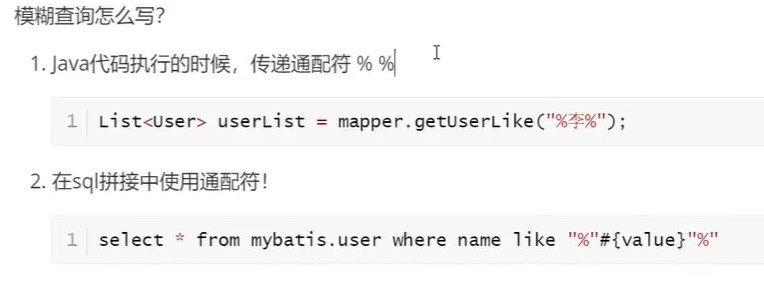 模糊查询怎么写？
1. Java代码执行的时候，传递通配符 % %
1 List<User> userList = mapper.getUserLike("%李%");
2. 在sql拼接中使用通配符！
1 select * from mybatis.user where name like "%"#{value}"%"